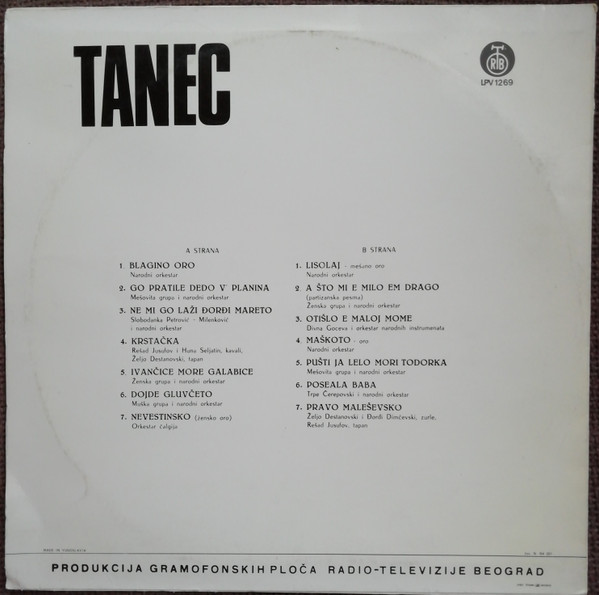 TANEC
RTB
LPV 1269
A STRANA
1. BLAGINO ORO
Narodni orkestar
2. GO PRATILE DEDO V' PLANINA
Mešovita grupa i narodni orkestar
3. NE MI GO LAŽI ĐORĐI MARETO
Slobodanka Petrović - Milenković
i narodni orkestar
4. KRSTAČKA
Rešad Jusufov i Husa Seljatin, kavali,
Željo Destanovski, tapan
5 IVANČICE MORE GALABICE
Ženska grupa i narodni orkestar
6 DOJDE GLUVČETO
Muška grupa i narodni orkestar
7. NEVESTINSKO (žensko oro)
Orkestar čalgija
B STRANA
1. LISOLAJ - mešano oro
Narodni orkestar
2. A ŠTO MI E MILO EM DRAGO
(partizanska pesma)
Ženska grupa i narodni orkestar
3. OTIŠLO E MALOJ MOME
Divna Goceva i orkestar narodnih instrumenata
4 MAŠKOTO - oro
Narodni orkestar
5. PUŠTI JA LELO MORI TODORKA
Mešovita grupa i narodni orkestar
6 POSEALA BABA
Trpe Čerepovski i narodni orkestar
7. PRAVO MALEŠEVSKO
Željo Destanovski i Đorđi Dimčevski, zurle,
Rešad Jusufov, tapan
MADE IN YUGOSLAVIA
PRODUKCIJA GRAMOFONSKIH PLOČA RADIO-TELEVIZIJE BEOGRAD